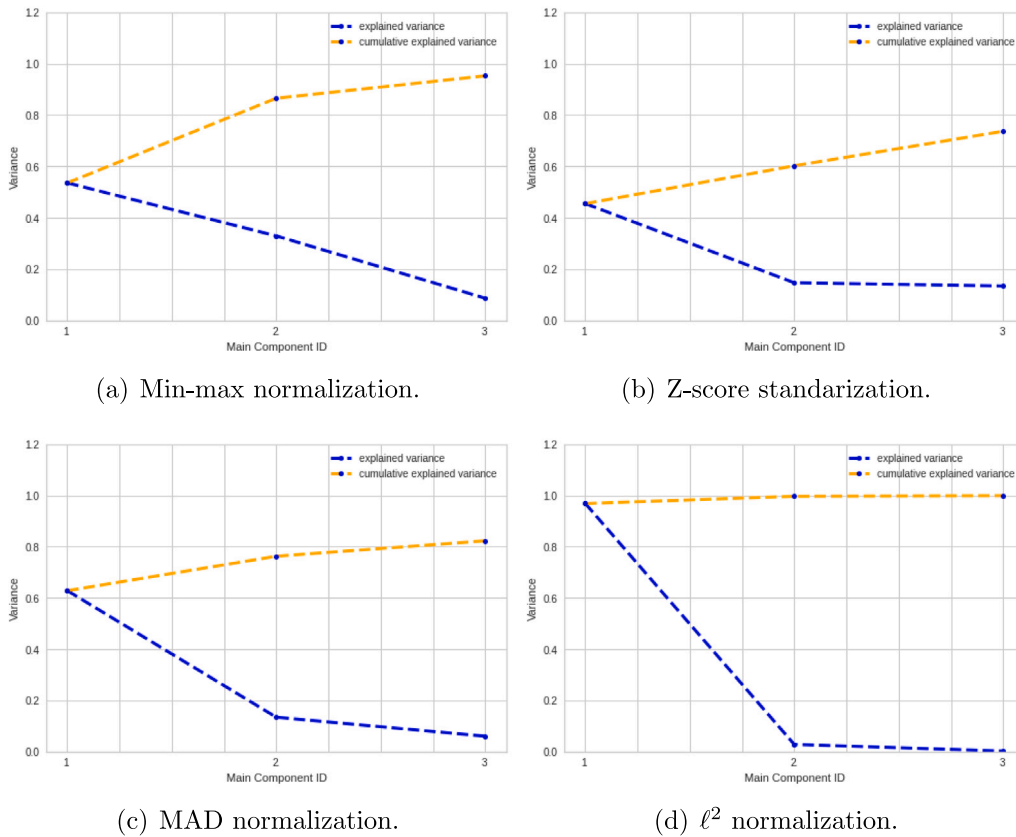 1.2
explained variance
cumulative explained variance
1.0
0.8
0.6
0.4
0.2
0.0
Variance
1 2 3
Main Component ID
(a) Min-max normalization.
1.2
explained variance
cumulative explained variance
1.0
0.8
0.6
0.4
0.2
0.0
Variance
1 2 3
Main Component ID
(b) Z-score standarization.
1.2
explained variance
cumulative explained variance
1.0
0.8
0.6
0.4
0.2
0.0
Variance
1 2 3
Main Component ID
(c) MAD normalization.
1.2
explained variance
cumulative explained variance
1.0
0.8
0.6
0.4
0.2
0.0
Variance
1 2 3
Main Component ID
(d) ℓ² normalization.